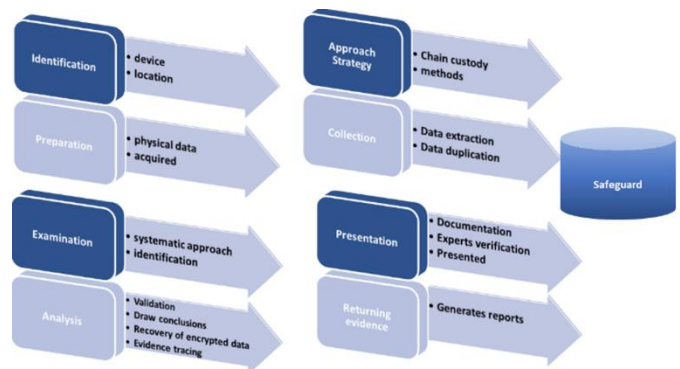 Identification
• device
• location
Preparation
• physical data
• acquired
Examination
• systematic approach
• identification
Analysis
• Validation
• Draw conclusions
• Recovery of encrypted data
• Evidence tracing
Approach
Strategy
• Chain custody
• methods
Collection
• Data extraction
• Data duplication
Presentation
• Documentation
• Experts verification
• Presented
Returning
evidence
• Generates reports
Safeguard